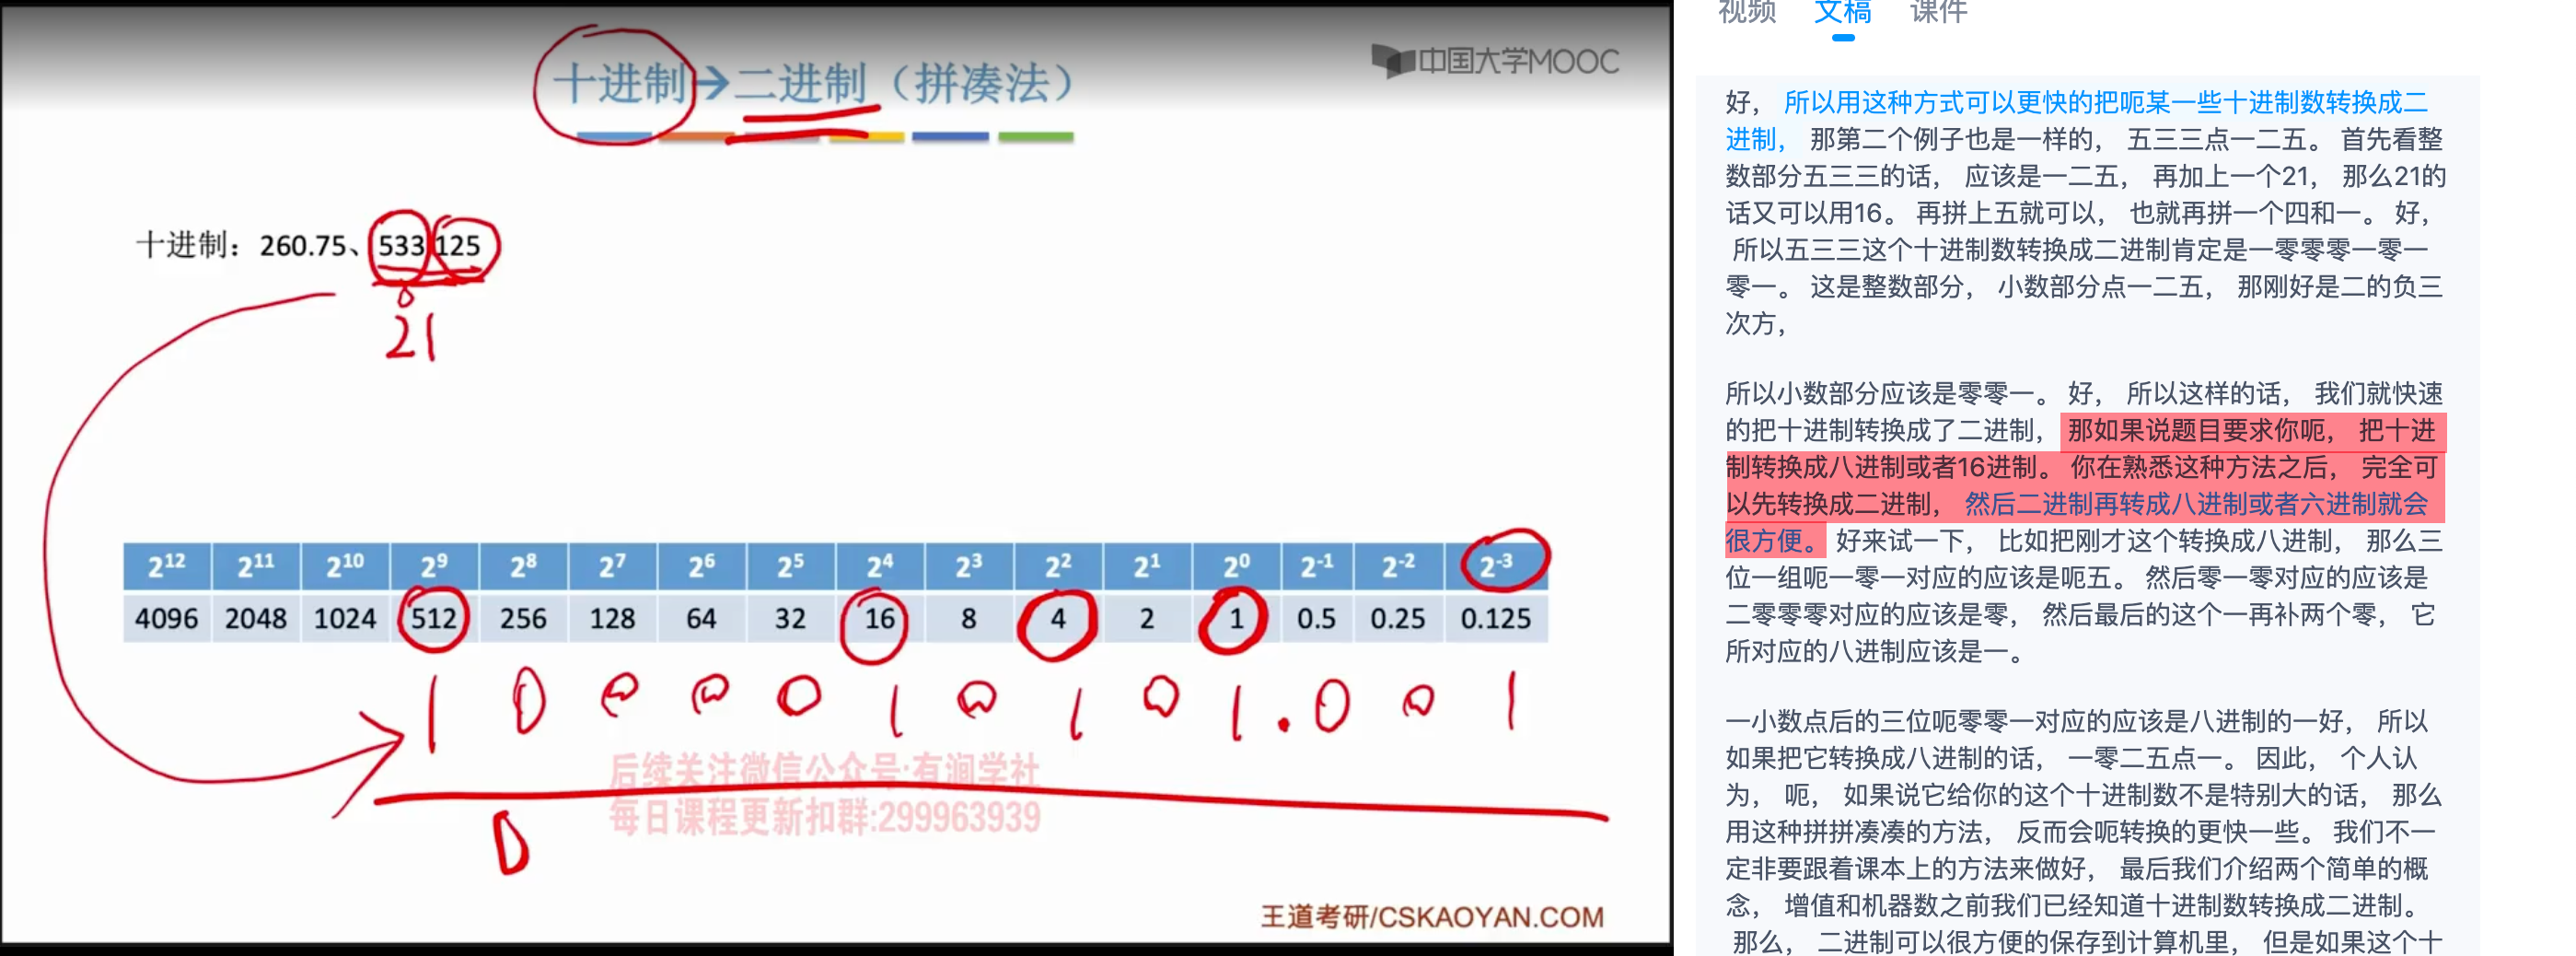 十进制→二进制（拼凑法）
中国大学MOOC
十进制：260.75、533 125
21
2¹² 2¹¹ 2¹⁰ 2⁹ 2⁸ 2⁷ 2⁶ 2⁵ 2⁴ 2³ 2² 2¹ 2⁰ 2⁻¹ 2⁻² 2⁻³
4096 2048 1024 512 256 128 64 32 16 8 4 2 1 0.5 0.25 0.125
1 0 0 0 0 1 0 1 0 1 . 0 0 1
后续关注微信公众号:有涧学社
每日课程更新扣群:299963939
0
王道考研/CSKAOYAN.COM
视频 文稿 课件
好， 所以用这种方式可以更快的把呃某一些十进制数转换成二
进制， 那第二个例子也是一样的， 五三三点一二五。 首先看整
数部分五三三的话， 应该是一二五， 再加上一个21， 那么21的
话又可以用16。 再拼上五就可以， 也就再拼一个四和一。 好，
所以五三三这个十进制数转换成二进制肯定是一零零零一零一
零一。 这是整数部分， 小数部分点一二五， 那刚好是二的负三
次方，
所以小数部分应该是零零一。 好， 所以这样的话， 我们就快速
的把十进制转换成了二进制， 那如果说题目要求你呃， 把十进
制转换成八进制或者16进制。 你在熟悉这种方法之后， 完全可
以先转换成二进制， 然后二进制再转成八进制或者六进制就会
很方便。 好来试一下， 比如把刚才这个转换成八进制， 那么三
位一组呃一零一对应的应该是呃五。 然后零一零对应的应该是
二零零零对应的应该是零， 然后最后的这个一再补两个零， 它
所对应的八进制应该是一。
一小数点后的三位呃零零一对应的应该是八进制的一好， 所以
如果把它转换成八进制的话， 一零二五点一。 因此， 个人认
为， 呃， 如果说它给你的这个十进制数不是特别大的话， 那么
用这种拼拼凑凑的方法， 反而会呃转换的更快一些。 我们不一
定非要跟着课本上的方法来做好， 最后我们介绍两个简单的概
念， 增值和机器数之前我们已经知道十进制数转换成二进制。
那么， 二进制可以很方便的保存到计算机里， 但是如果这个十